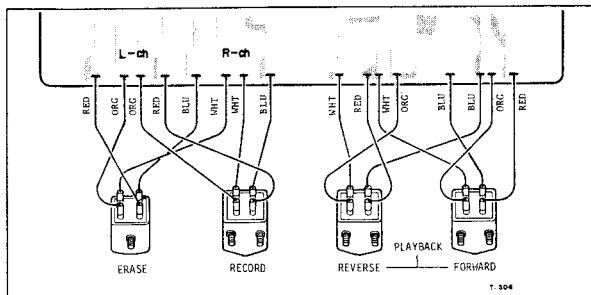 L-ch R-ch
RED ORG ORG RED BLU WHT WHT BLU WHT RED WHT ORG BLU BLU ORG RED
ERASE RECORD REVERSE PLAYBACK FORWARD
T-304